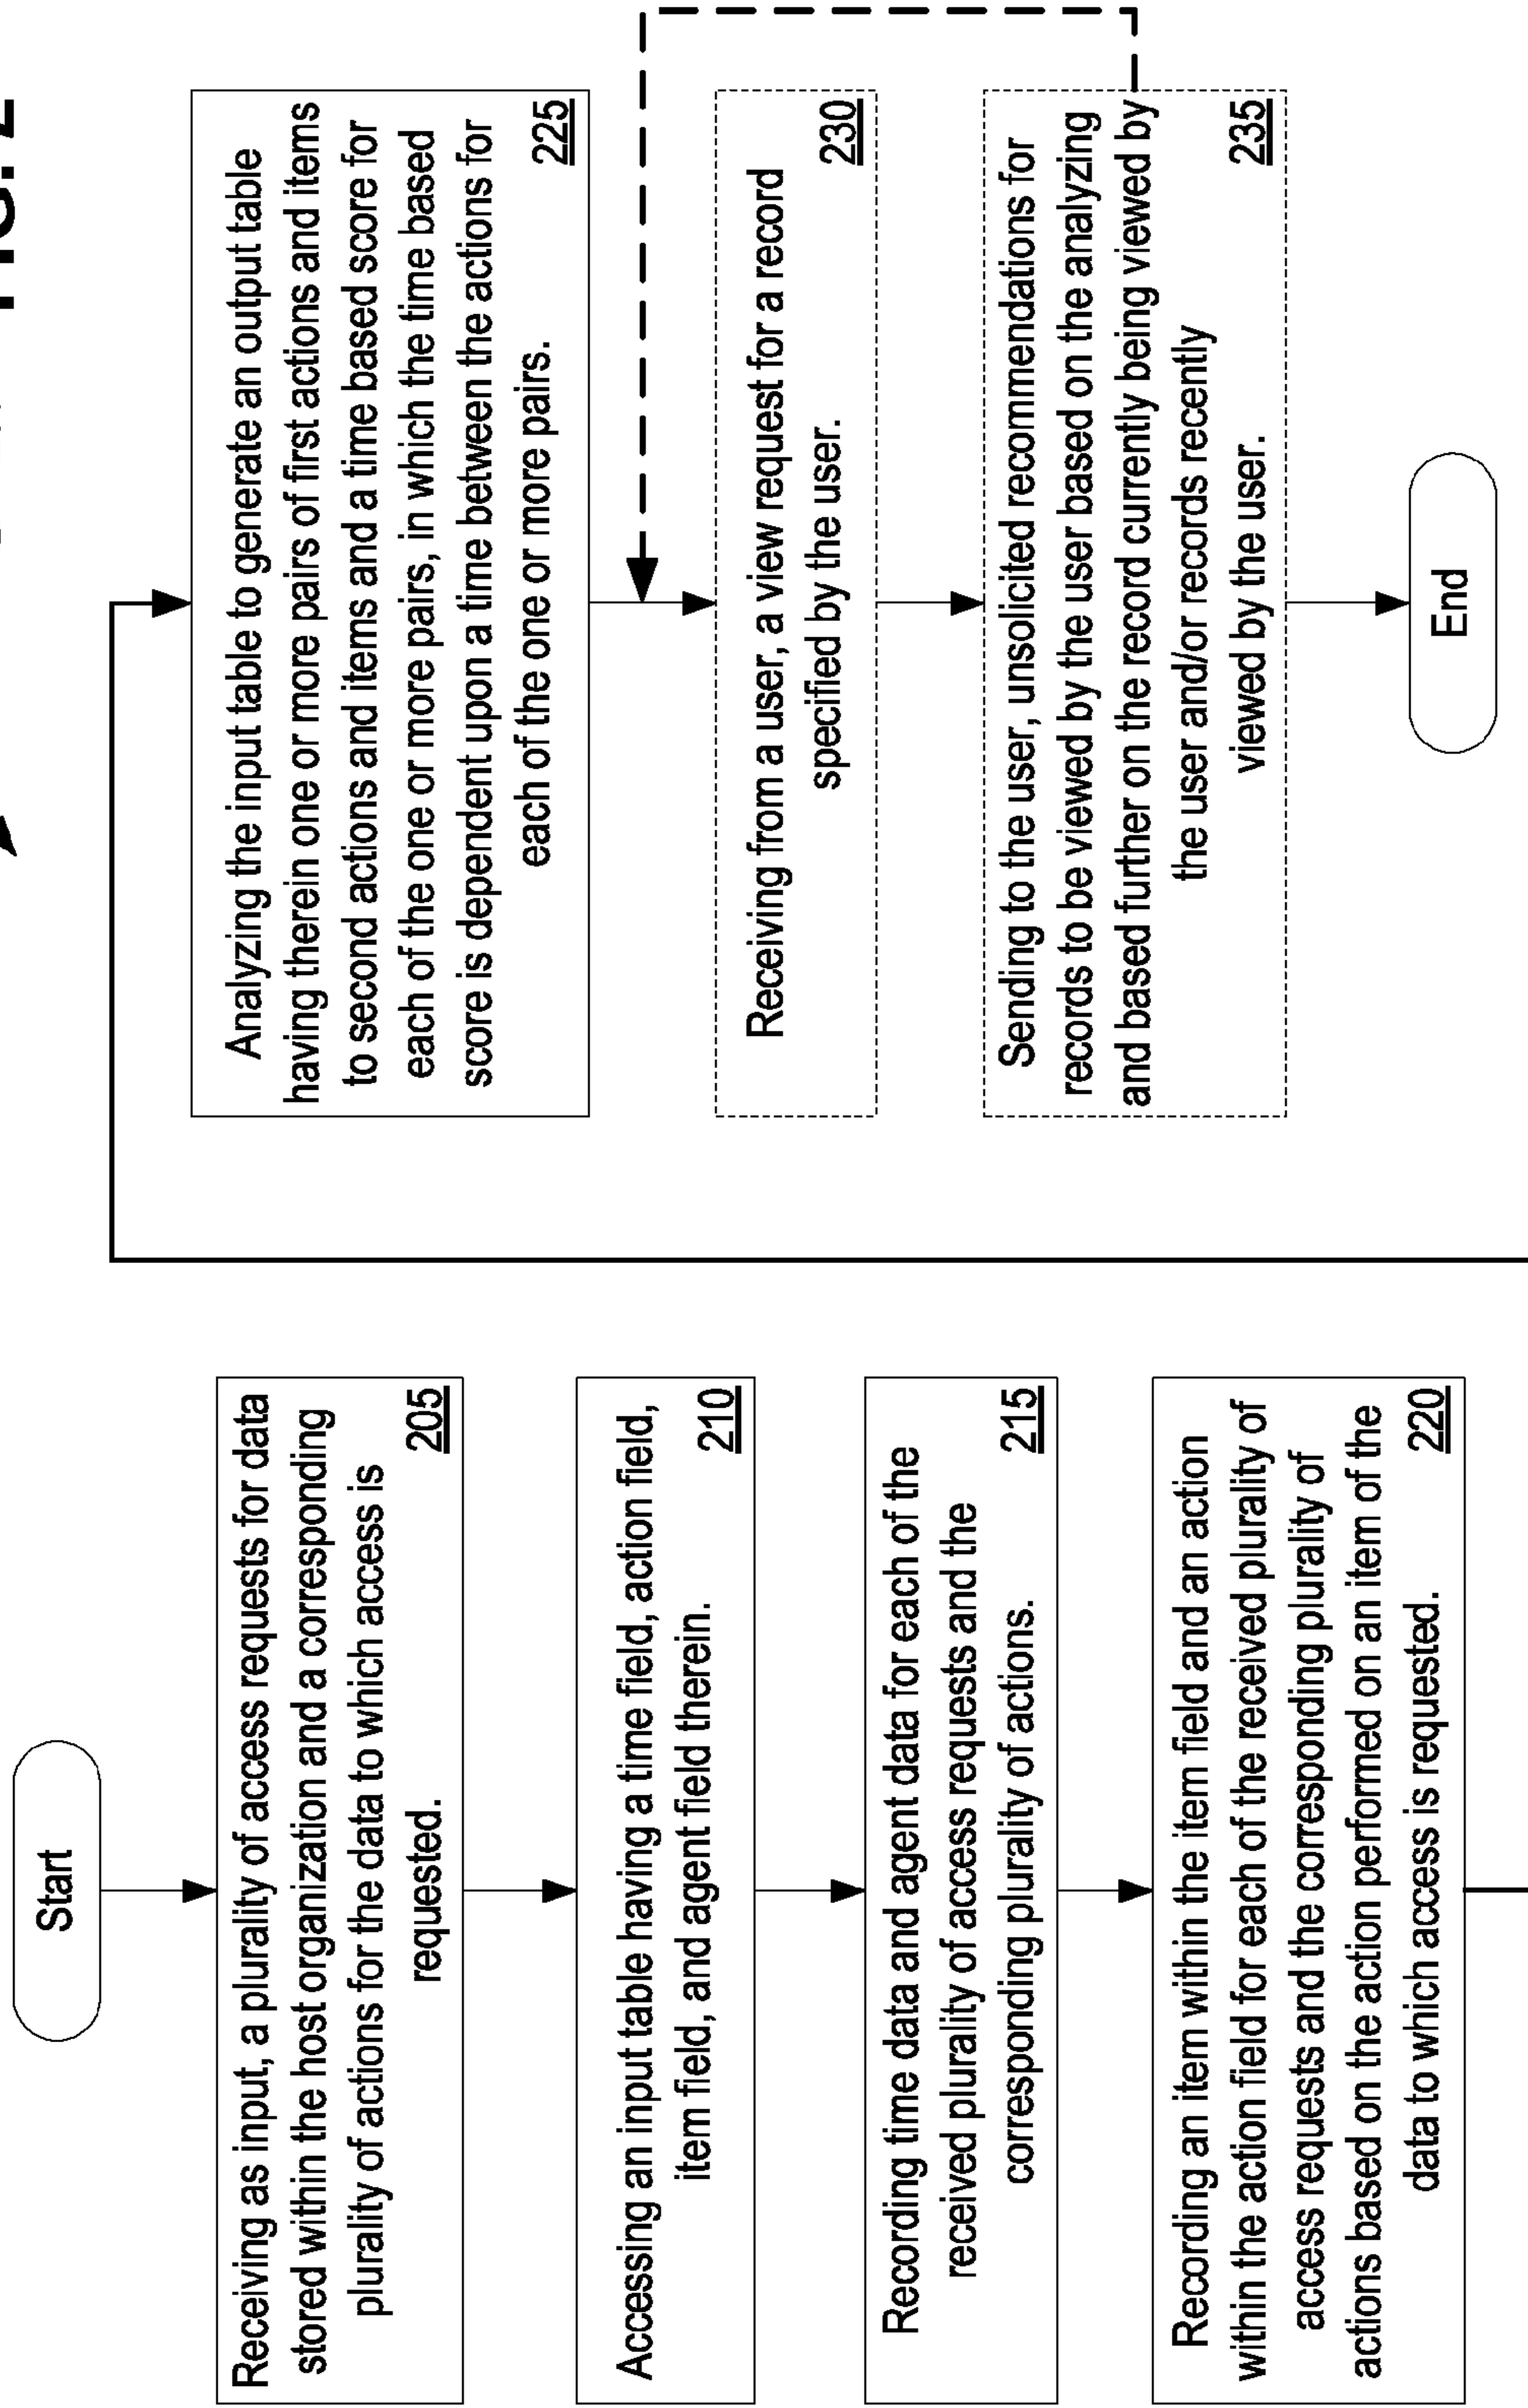 FIG. 2
Start
Receiving as input, a plurality of access requests for data
stored within the host organization and a corresponding
plurality of actions for the data to which access is
requested.
205
Accessing an input table having a time field, action field,
item field, and agent field therein.
210
Recording time data and agent data for each of the
received plurality of access requests and the
corresponding plurality of actions.
215
Recording an item within the item field and an action
within the action field for each of the received plurality of
access requests and the corresponding plurality of
actions based on the action performed on an item of the
data to which access is requested.
220
Analyzing the input table to generate an output table
having therein one or more pairs of first actions and items
to second actions and items and a time based score for
each of the one or more pairs, in which the time based
score is dependent upon a time between the actions for
each of the one or more pairs.
225
Receiving from a user, a view request for a record
specified by the user.
230
Sending to the user, unsolicited recommendations for
records to be viewed by the user based on the analyzing
and based further on the record currently being viewed by
the user and/or records recently
viewed by the user.
235
End